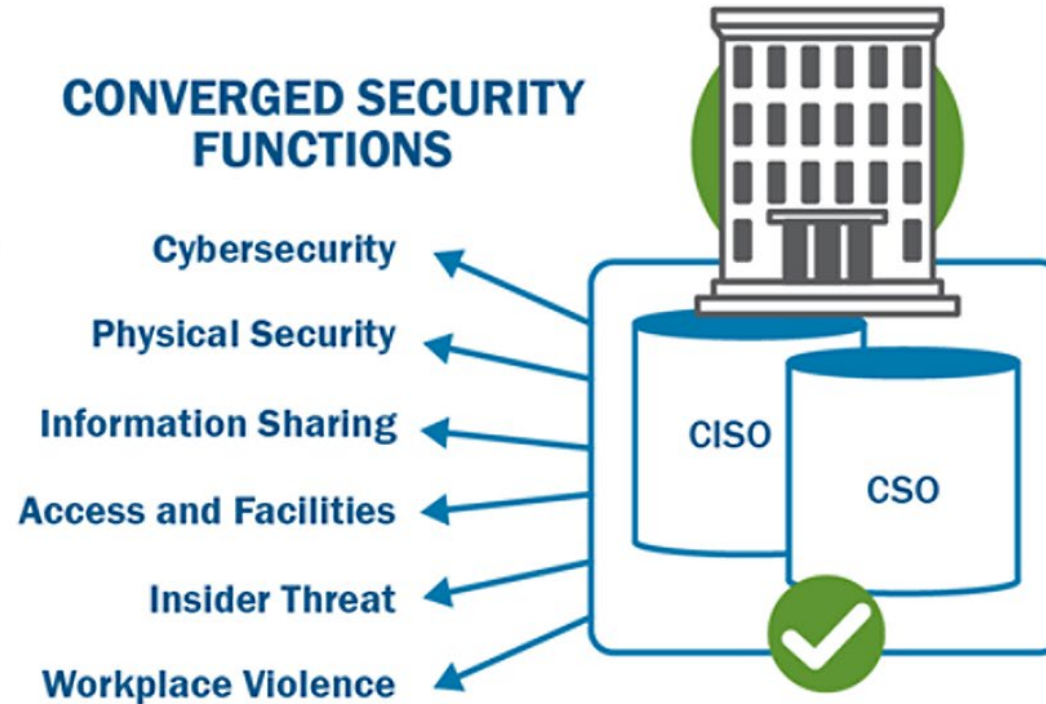 CONVERGED SECURITY
FUNCTIONS
Cybersecurity
Physical Security
Information Sharing
Access and Facilities
Insider Threat
Workplace Violence
CISO
CSO